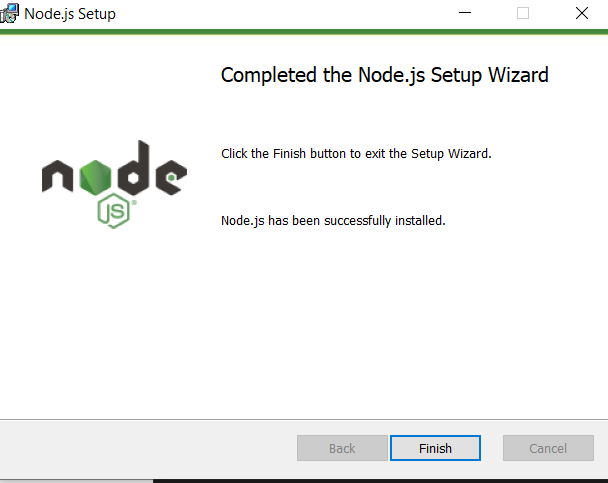 Node.js Setup
Completed the Node.js Setup Wizard
Click the Finish button to exit the Setup Wizard.
node
JS®
Node.js has been successfully installed.
Back
Finish
Cancel